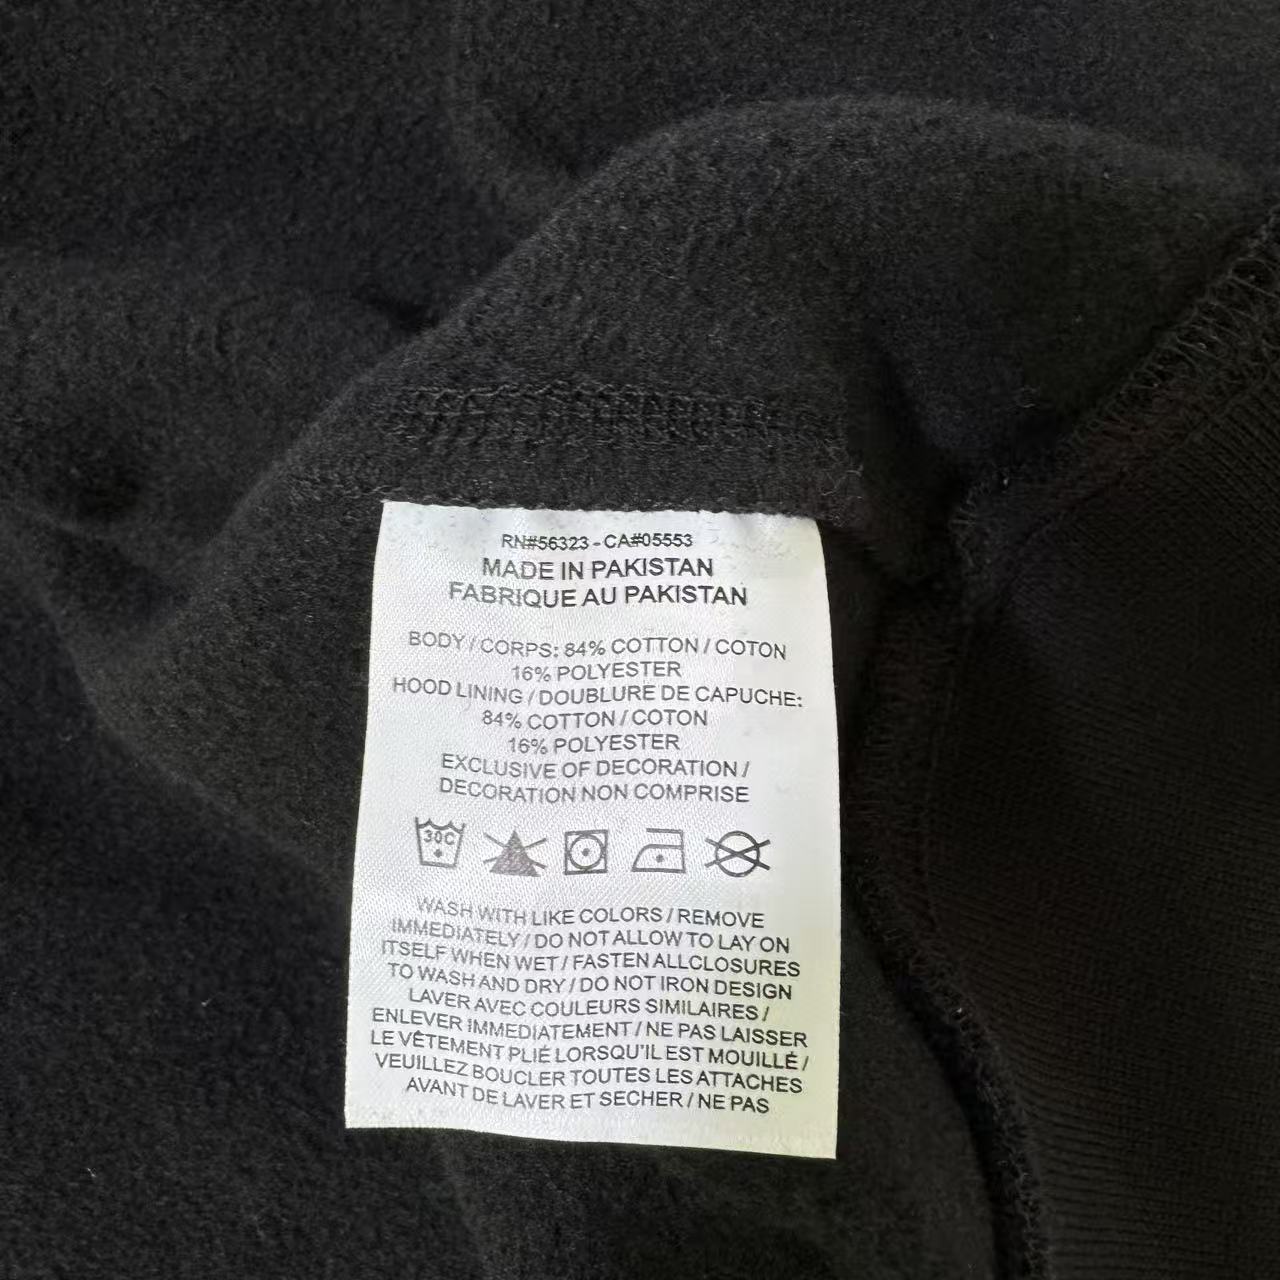 RN#56323 - CA#05553
MADE IN PAKISTAN
FABRIQUE AU PAKISTAN
BODY / CORPS: 84% COTTON / COTON
16% POLYESTER
HOOD LINING / DOUBLURE DE CAPUCHE:
84% COTTON / COTON
16% POLYESTER
EXCLUSIVE OF DECORATION /
DECORATION NON COMPRISE
30C
WASH WITH LIKE COLORS / REMOVE
IMMEDIATELY / DO NOT ALLOW TO LAY ON
ITSELF WHEN WET / FASTEN ALLCLOSURES
TO WASH AND DRY / DO NOT IRON DESIGN
LAVER AVEC COULEURS SIMILAIRES /
ENLEVER IMMEDIATEMENT / NE PAS LAISSER
LE VÊTEMENT PLIÉ LORSQU'IL EST MOUILLÉ /
VEUILLEZ BOUCLER TOUTES LES ATTACHES
AVANT DE LAVER ET SECHER / NE PAS